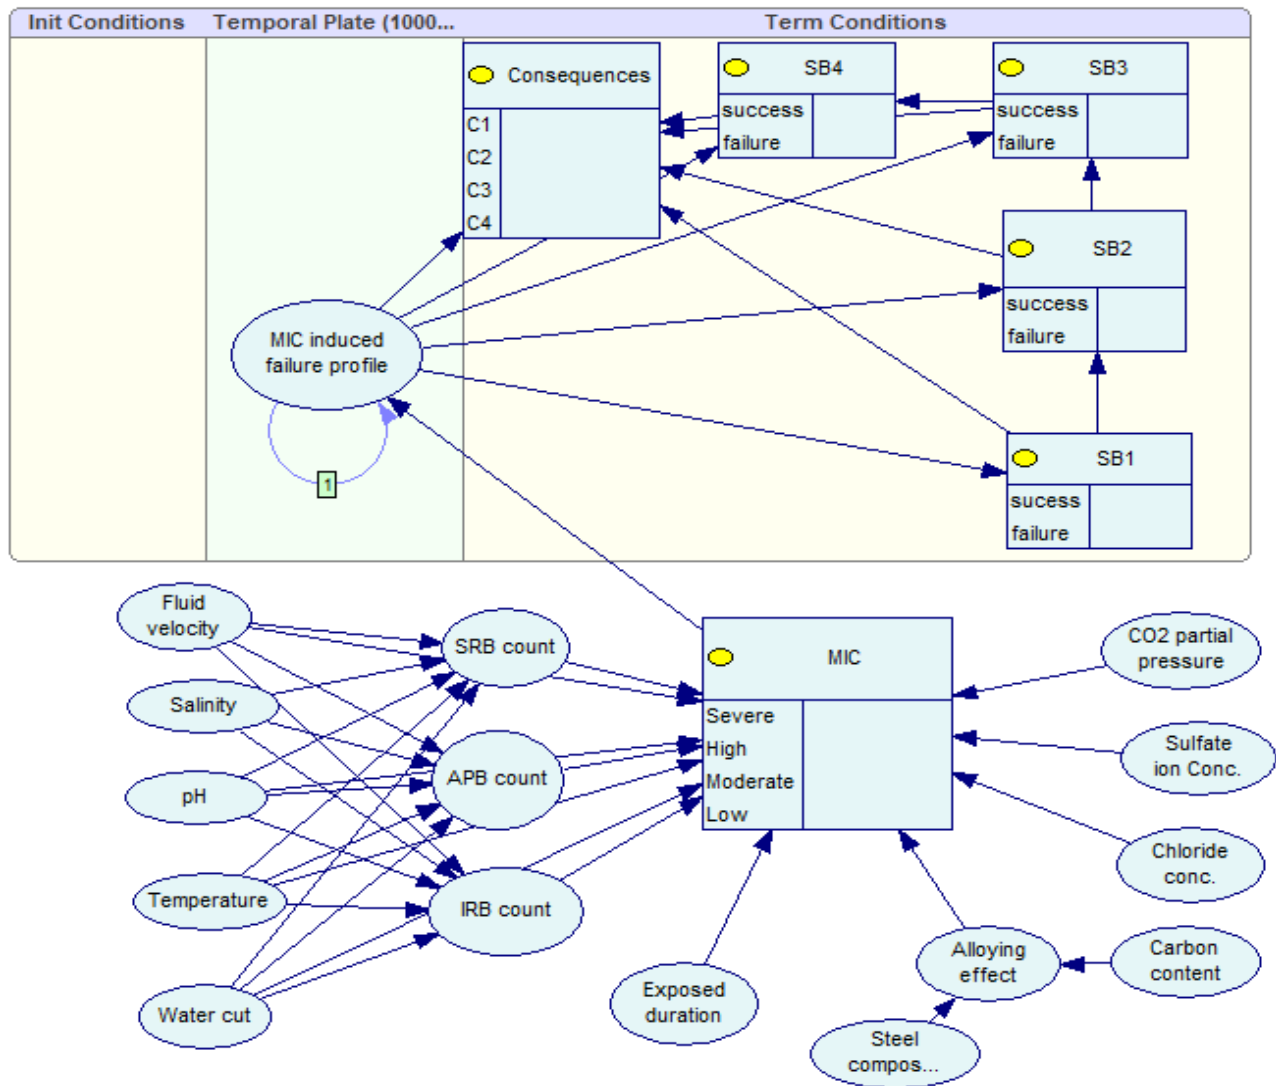 Init Conditions
Temporal Plate (1000...
Term Conditions
Consequences
C1
C2
C3
C4
SB4
success
failure
SB3
success
failure
SB2
success
failure
MIC induced
failure profile
1
SB1
sucess
failure
Fluid
velocity
Salinity
pH
Temperature
Water cut
SRB count
APB count
IRB count
MIC
Severe
High
Moderate
Low
CO2 partial
pressure
Sulfate
ion Conc.
Chloride
conc.
Carbon
content
Alloying
effect
Steel
compos...
Exposed
duration